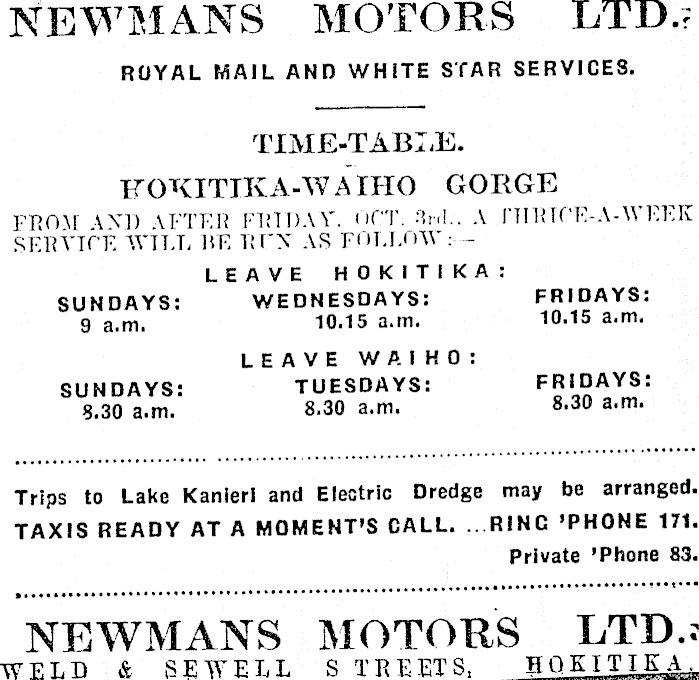 NEWMANS MOTORS LTD.
ROYAL MAIL AND WHITE STAR SERVICES.
TIME-TABLE.
HOKITIKA-WAIHO GORGE
FROM AND AFTER FRIDAY, OCT. 3rd., A THRICE-A-WEEK
SERVICE WILL BE RUN AS FOLLOW:—
LEAVE HOKITIKA:
SUNDAYS: WEDNESDAYS: FRIDAYS:
9 a.m. 10.15 a.m. 10.15 a.m.
LEAVE WAIHO:
SUNDAYS: TUESDAYS: FRIDAYS:
8.30 a.m. 8.30 a.m. 8.30 a.m.
Trips to Lake Kanieri and Electric Dredge may be arranged.
TAXIS READY AT A MOMENT'S CALL. ...RING 'PHONE 171.
Private 'Phone 83.
NEWMANS MOTORS LTD.
WELD & SEWELL STREETS, HOKITIKA.